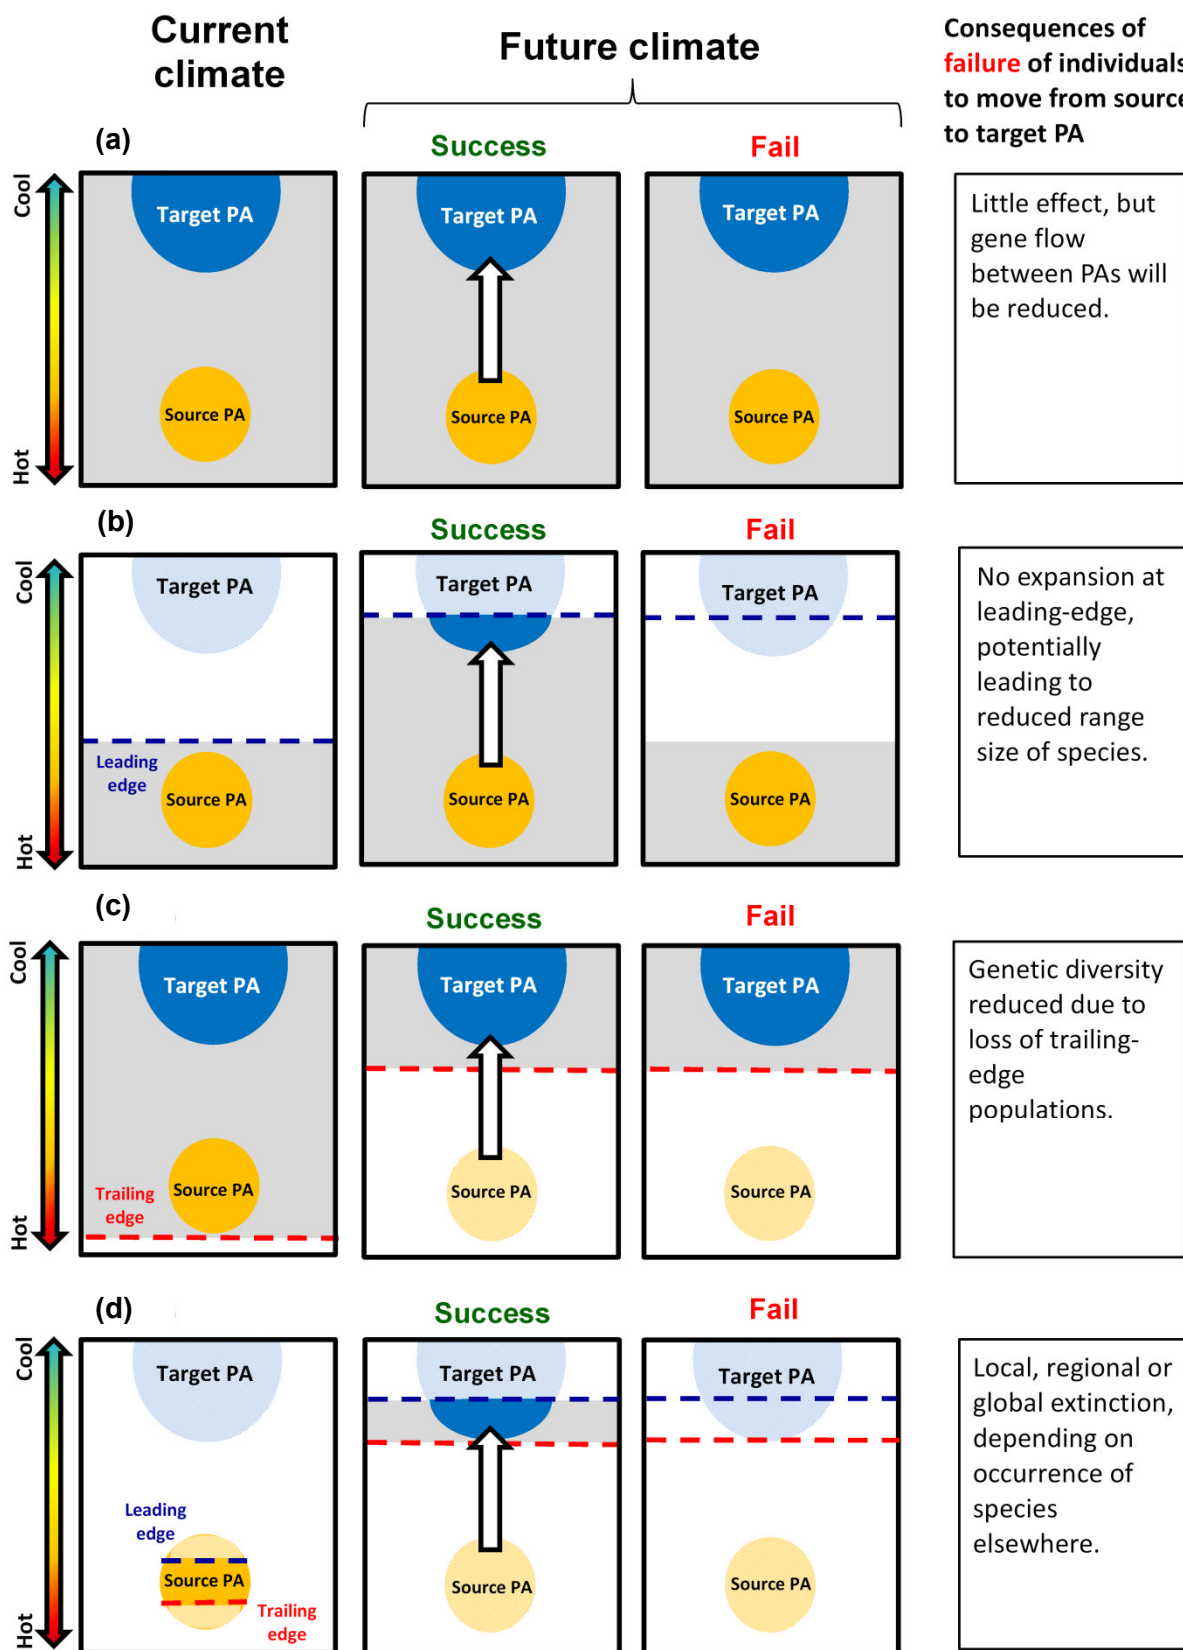 Current
climate
Future climate
Consequences of
failure of individuals
to move from source
to target PA
(a)
Success
Fail
Cool
Hot
Target PA
Source PA
Target PA
Source PA
Target PA
Source PA
Little effect, but
gene flow
between PAs will
be reduced.
(b)
Success
Fail
Cool
Hot
Target PA
Leading
edge
Source PA
Target PA
Source PA
Target PA
Source PA
No expansion at
leading-edge,
potentially
leading to
reduced range
size of species.
(c)
Success
Fail
Cool
Hot
Target PA
Trailing
edge
Source PA
Target PA
Source PA
Target PA
Source PA
Genetic diversity
reduced due to
loss of trailing-
edge
populations.
(d)
Success
Fail
Cool
Hot
Target PA
Leading
edge
Source PA
Trailing
edge
Target PA
Source PA
Target PA
Source PA
Local, regional or
global extinction,
depending on
occurrence of
species
elsewhere.